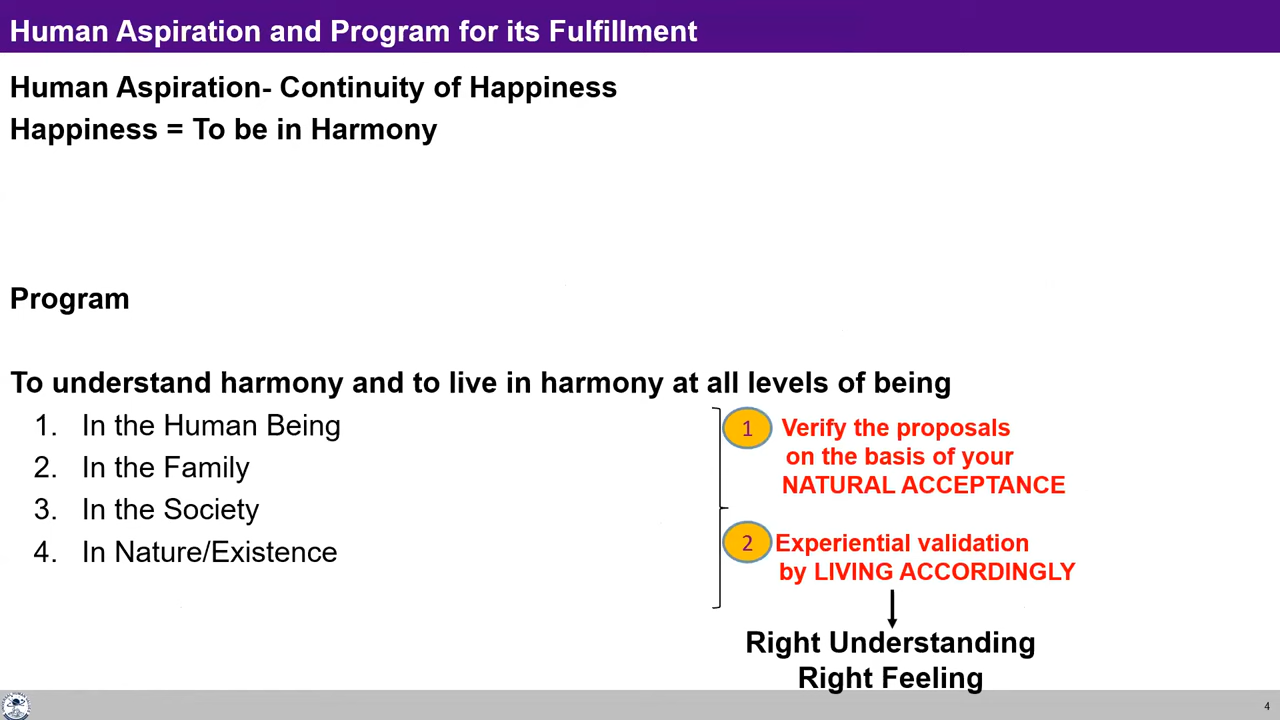 Human Aspiration and Program for its Fulfillment
Human Aspiration- Continuity of Happiness
Happiness = To be in Harmony
Program
To understand harmony and to live in harmony at all levels of being
1. In the Human Being
2. In the Family
3. In the Society
4. In Nature/Existence
1 Verify the proposals
on the basis of your
NATURAL ACCEPTANCE
2 Experiential validation
by LIVING ACCORDINGLY
Right Understanding
Right Feeling
4